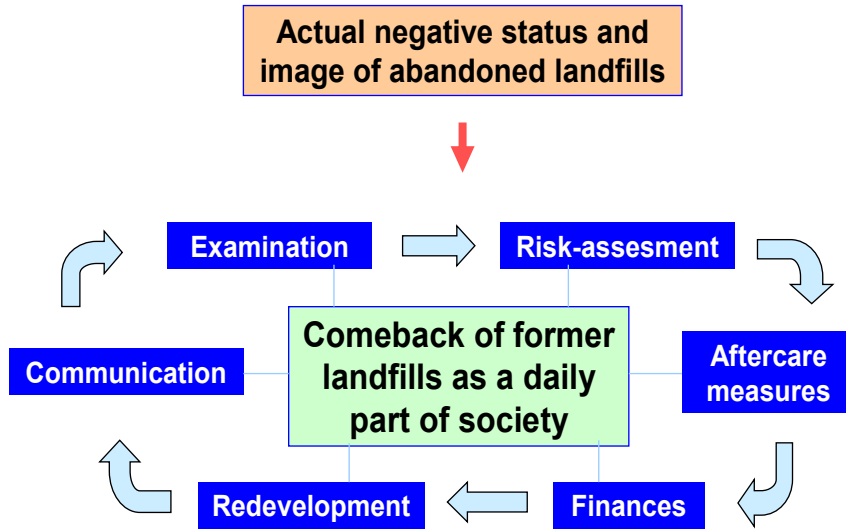 Actual negative status and
image of abandoned landfills
Examination
Risk-assesment
Comeback of former
landfills as a daily
part of society
Communication
Aftercare
measures
Redevelopment
Finances